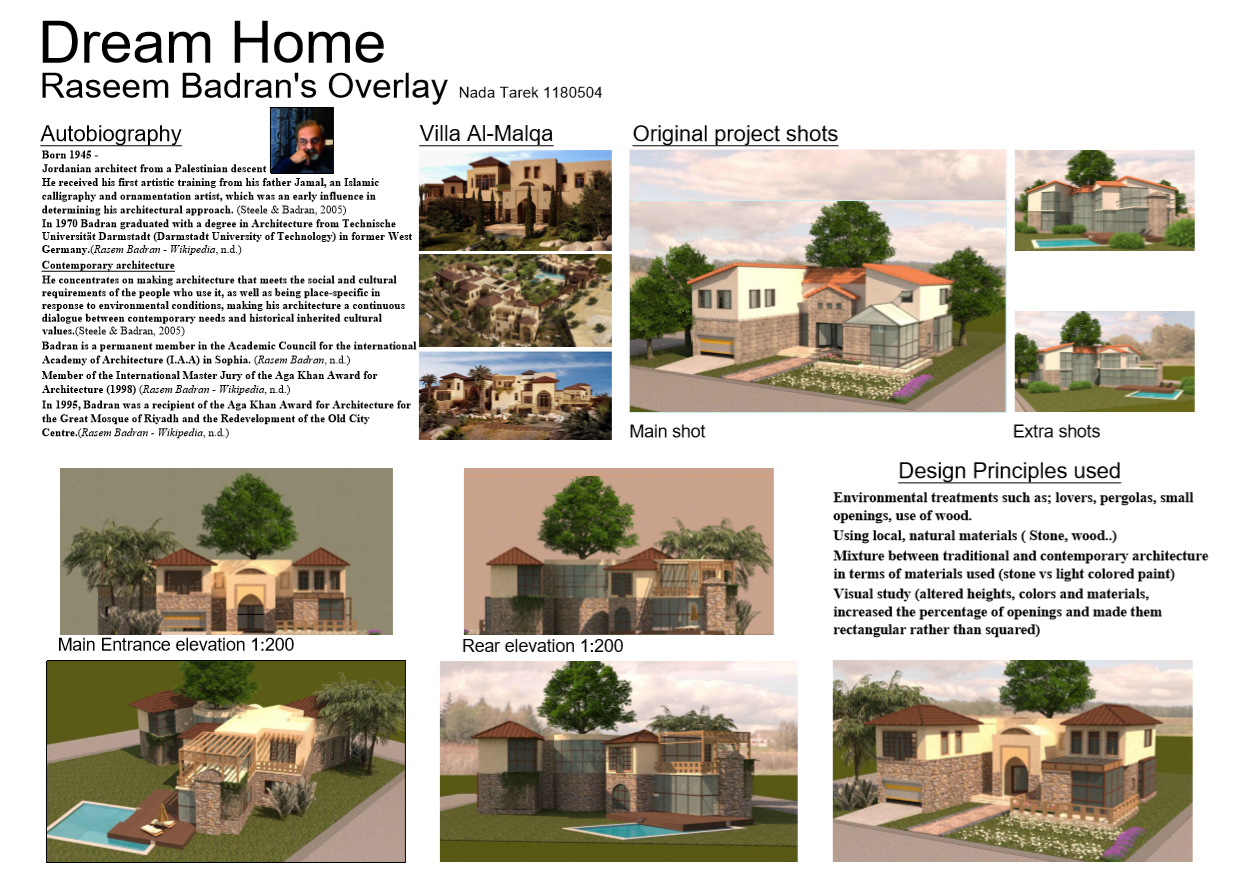 Dream Home
Raseem Badran's Overlay Nada Tarek 1180504
Autobiography
Born 1945 -
Jordanian architect from a Palestinian descent
He received his first artistic training from his father Jamal, an Islamic
calligraphy and ornamentation artist, which was an early influence in
determining his architectural approach. (Steele & Badran, 2005)
In 1970 Badran graduated with a degree in Architecture from Technische
Universität Darmstadt (Darmstadt University of Technology) in former West
Germany.(Rasem Badran - Wikipedia, n.d.)
Contemporary architecture
He concentrates on making architecture that meets the social and cultural
requirements of the people who use it, as well as being place-specific in
response to environmental conditions, making his architecture a continuous
dialogue between contemporary needs and historical inherited cultural
values.(Steele & Badran, 2005)
Badran is a permanent member in the Academic Council for the international
Academy of Architecture (I.A.A) in Sophia. (Rasem Badran, n.d.)
Member of the International Master Jury of the Aga Khan Award for
Architecture (1998) (Rasem Badran - Wikipedia, n.d.)
In 1995, Badran was a recipient of the Aga Khan Award for Architecture for
the Great Mosque of Riyadh and the Redevelopment of the Old City
Centre.(Rasem Badran - Wikipedia, n.d.)
Villa Al-Malqa
Original project shots
Main shot
Extra shots
Main Entrance elevation 1:200
Rear elevation 1:200
Design Principles used
Environmental treatments such as; lovers, pergolas, small
openings, use of wood.
Using local, natural materials ( Stone, wood..)
Mixture between traditional and contemporary architecture
in terms of materials used (stone vs light colored paint)
Visual study (altered heights, colors and materials,
increased the percentage of openings and made them
rectangular rather than squared)